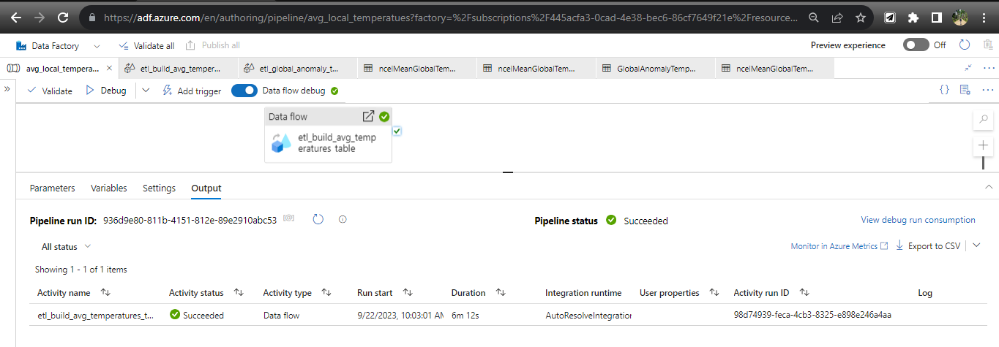 https://adf.azure.com/en/authoring/pipeline/avg_local_temperatues?factory=%2Fsubscriptions%2F445acfa3-0cad-4e38-bec6-86cf7649f21e%2Fresource...
Data Factory Validate all Publish all Preview experience Off
avg_local_tempera... etl_build_avg_temper... etl_global_anomaly_t... nceiMeanGlobalTem... nceiMeanGlobalTem... GlobalAnomalyTemp... nceiMeanGlobalTem...
Validate Debug Add trigger Data flow debug {}
Data flow
etl_build_avg_temp
eratures_table
Parameters Variables Settings Output
Pipeline run ID: 936d9e80-811b-4151-812e-89e2910abc53 [@] Pipeline status Succeeded View debug run consumption
All status Monitor in Azure Metrics Export to CSV
Showing 1 - 1 of 1 items
Activity name Activity status Activity type Run start Duration Integration runtime User properties Activity run ID Log
etl_build_avg_temperatures_t... Succeeded Data flow 9/22/2023, 10:03:01 AM 6m 12s AutoResolveIntegration 98d74939-feca-4cb3-8325-e898e246a4aa